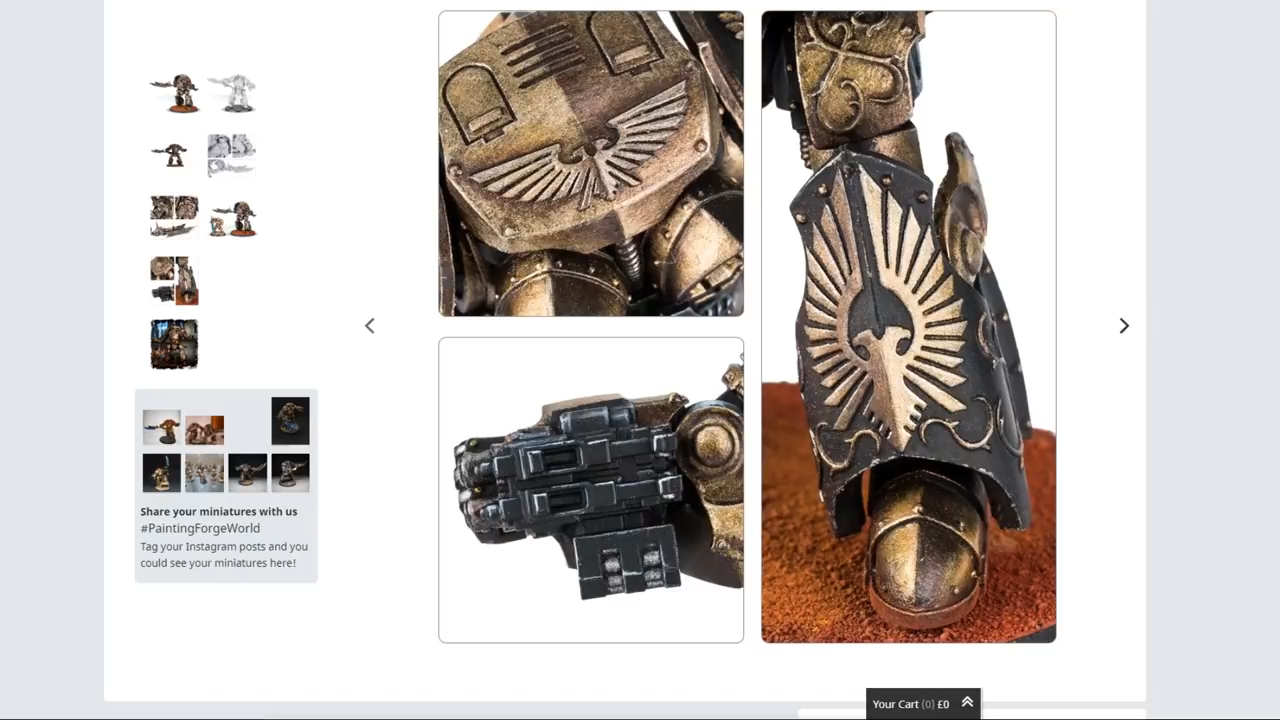 Share your miniatures with us
#PaintingForgeWorld
Tag your Instagram posts and you
could see your miniatures here!
Your Cart (0) £0